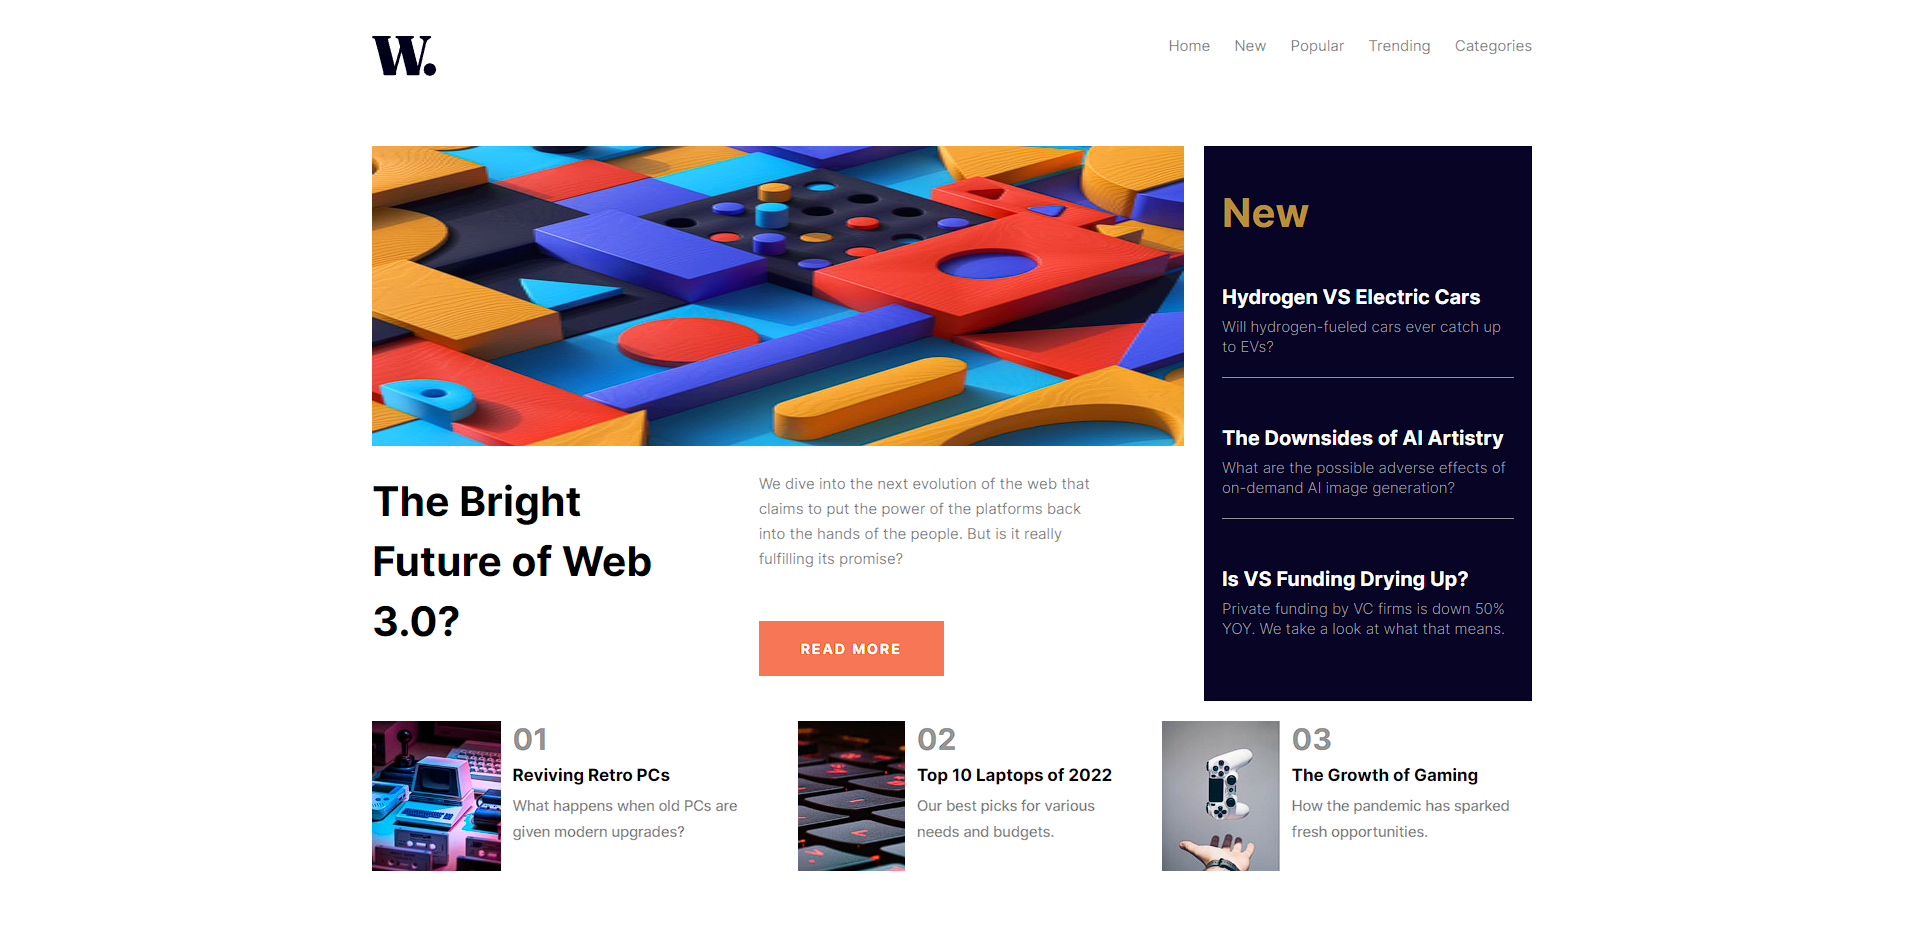 W.
Home New Popular Trending Categories
New
Hydrogen VS Electric Cars
Will hydrogen-fueled cars ever catch up
to EVs?
The Downsides of AI Artistry
What are the possible adverse effects of
on-demand AI image generation?
Is VS Funding Drying Up?
Private funding by VC firms is down 50%
YOY. We take a look at what that means.
The Bright
Future of Web
3.0?
We dive into the next evolution of the web that
claims to put the power of the platforms back
into the hands of the people. But is it really
fulfilling its promise?
READ MORE
01
Reviving Retro PCs
What happens when old PCs are
given modern upgrades?
02
Top 10 Laptops of 2022
Our best picks for various
needs and budgets.
03
The Growth of Gaming
How the pandemic has sparked
fresh opportunities.